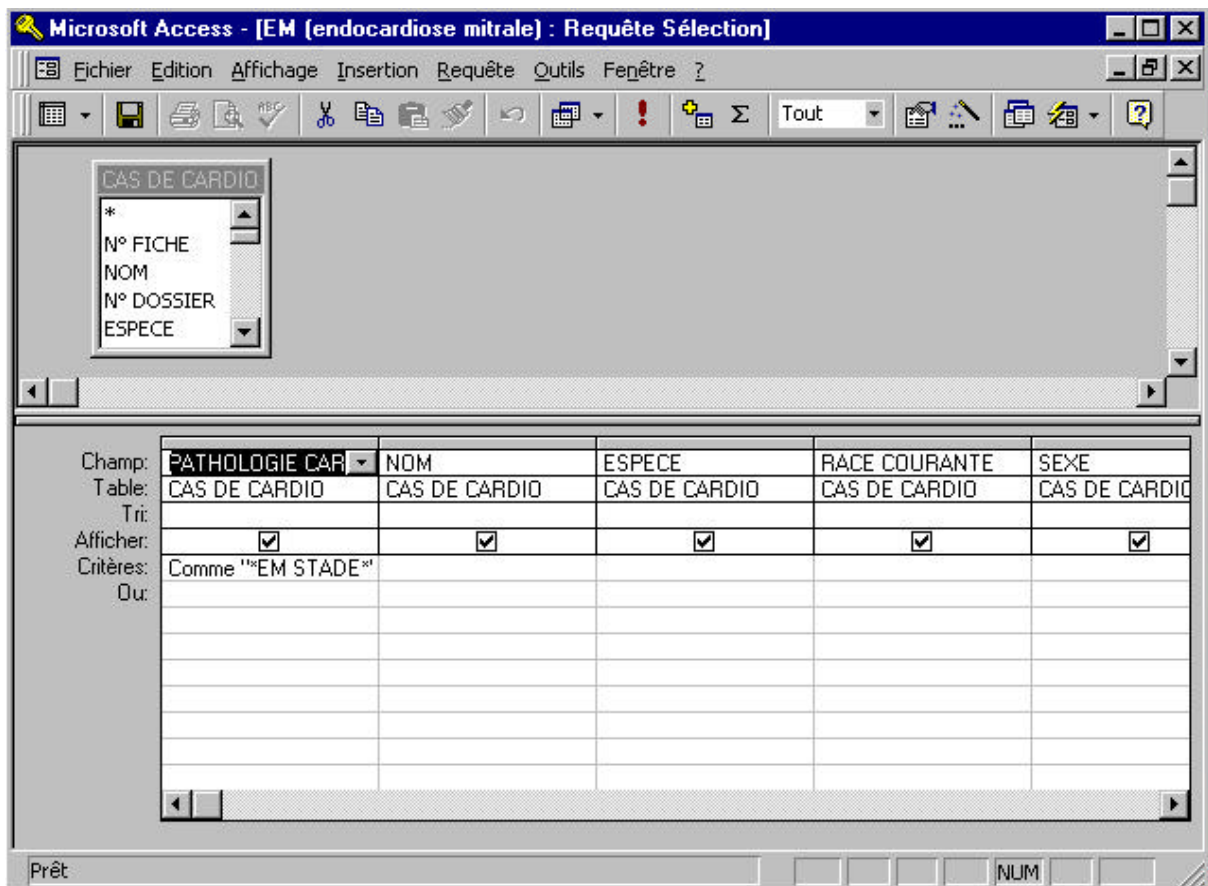 Microsoft Access - [EM (endocardiose mitrale) : Requête Sélection]
Fichier Edition Affichage Insertion Requête Outils Fenêtre ?
ABC Σ Tout
CAS DE CARDIO
*
N° FICHE
NOM
N° DOSSIER
ESPECE
Champ: PATHOLOGIE CAR NOM ESPECE RACE COURANTE SEXE
Table: CAS DE CARDIO CAS DE CARDIO CAS DE CARDIO CAS DE CARDIO CAS DE CARDIO
Tri:
Afficher:
Critères: Comme "*EM STADE*"
Ou:
Prêt NUM